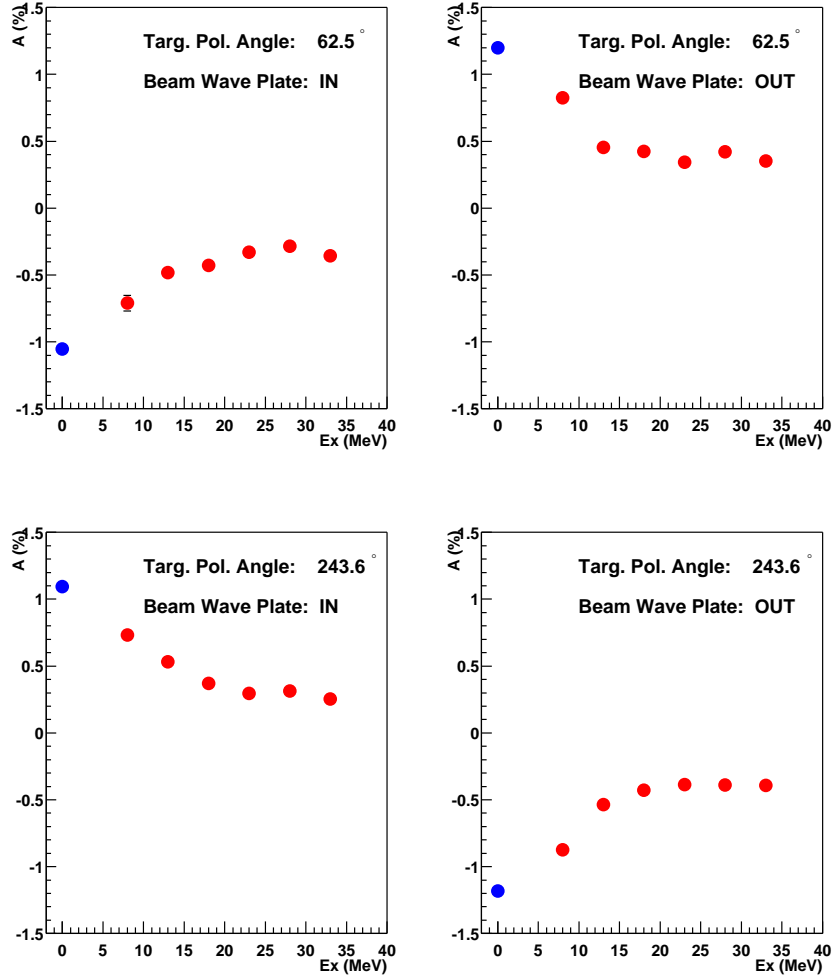 A (%)
1.5
1
0.5
0
-0.5
-1
-1.5
Targ. Pol. Angle: 62.5 °
Beam Wave Plate: IN
0 5 10 15 20 25 30 35 40
Ex (MeV)
A (%)
1.5
1
0.5
0
-0.5
-1
-1.5
Targ. Pol. Angle: 62.5 °
Beam Wave Plate: OUT
0 5 10 15 20 25 30 35 40
Ex (MeV)
A (%)
1.5
1
0.5
0
-0.5
-1
-1.5
Targ. Pol. Angle: 243.6 °
Beam Wave Plate: IN
0 5 10 15 20 25 30 35 40
Ex (MeV)
A (%)
1.5
1
0.5
0
-0.5
-1
-1.5
Targ. Pol. Angle: 243.6 °
Beam Wave Plate: OUT
0 5 10 15 20 25 30 35 40
Ex (MeV)